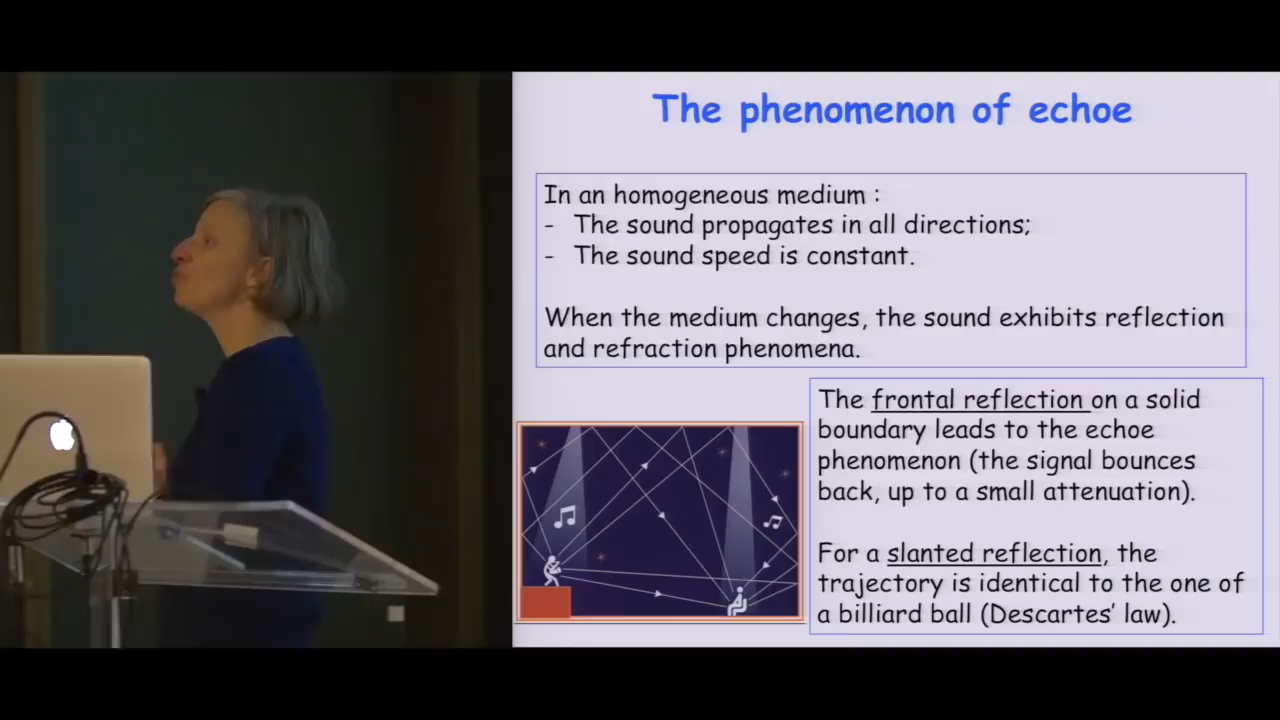 The phenomenon of echoe
In an homogeneous medium :
- The sound propagates in all directions;
- The sound speed is constant.
When the medium changes, the sound exhibits reflection
and refraction phenomena.
The frontal reflection on a solid
boundary leads to the echoe
phenomenon (the signal bounces
back, up to a small attenuation).
For a slanted reflection, the
trajectory is identical to the one of
a billiard ball (Descartes' law).